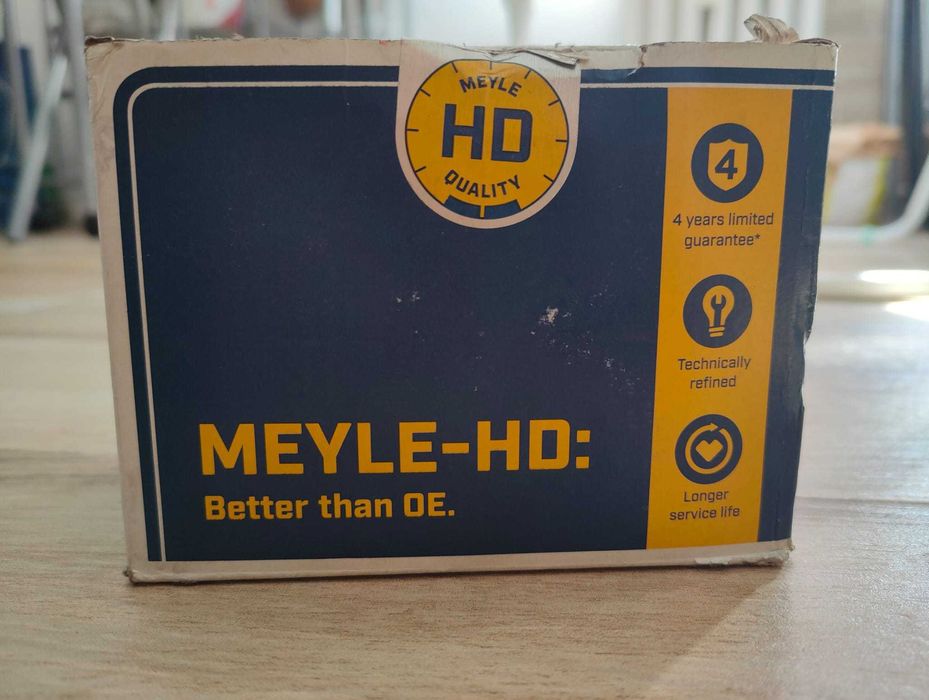 MEYLE
HD
QUALITY
4
4 years limited
guarantee*
Technically
refined
Longer
service life
MEYLE-HD:
Better than OE.